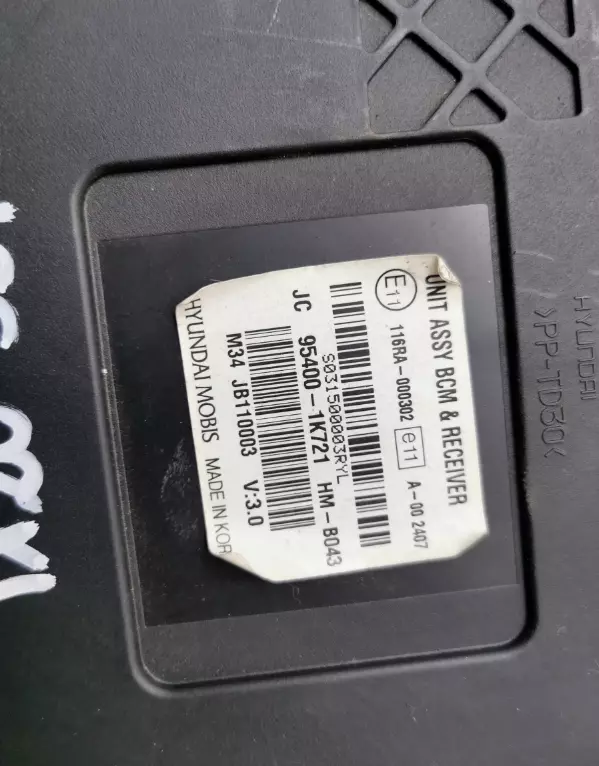 UNIT ASSY BCM & RECEIVER
E11 116RA-000302 e11 A-00 2407
S031500003RYL
JC 95400-1K721 HM-B043
M34 JB110003 V:3.0
HYUNDAI MOBIS MADE IN KOR
HYUNDAI
>PP-TD30<